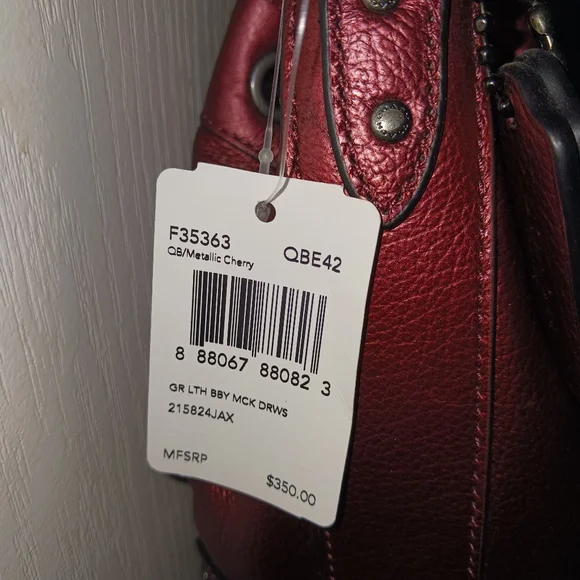 F35363 QBE42
QB/Metallic Cherry
8 88067 88082 3
GR LTH BBY MCK DRWS
215824JAX
MFSRP
$350.00